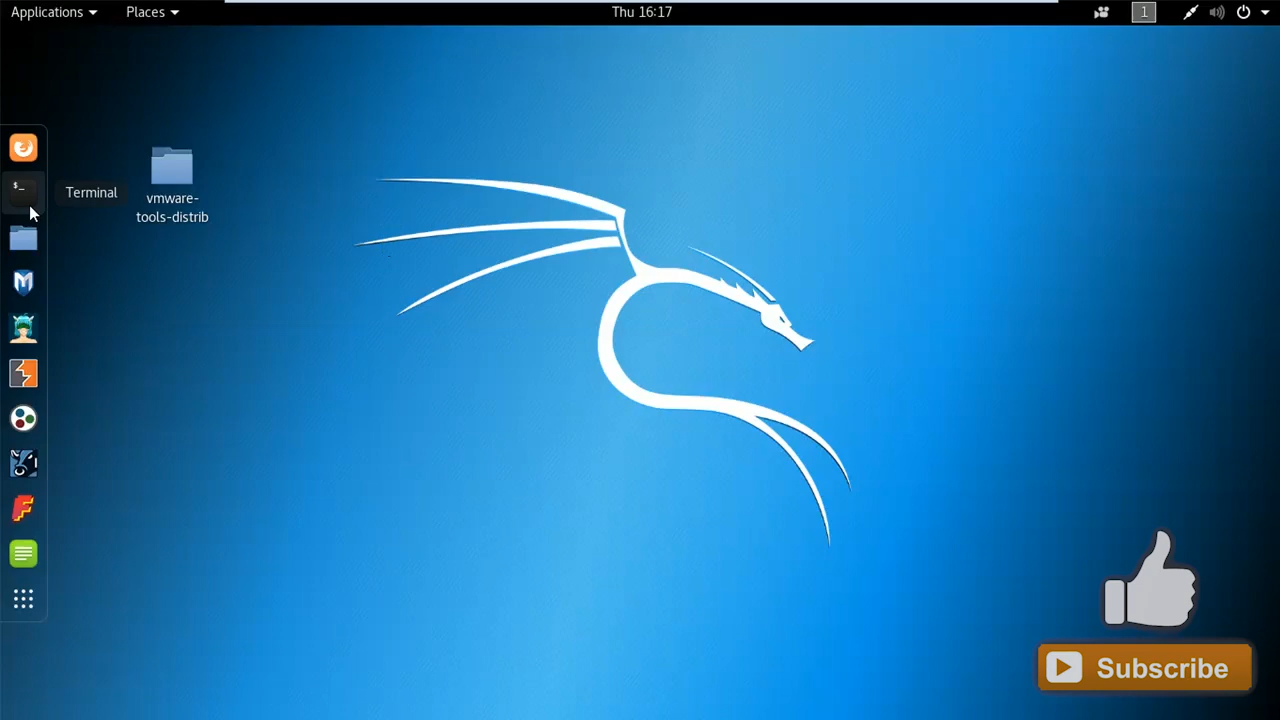 Applications Places Thu 16:17 1
Terminal
$_
vmware-
tools-distrib
Subscribe